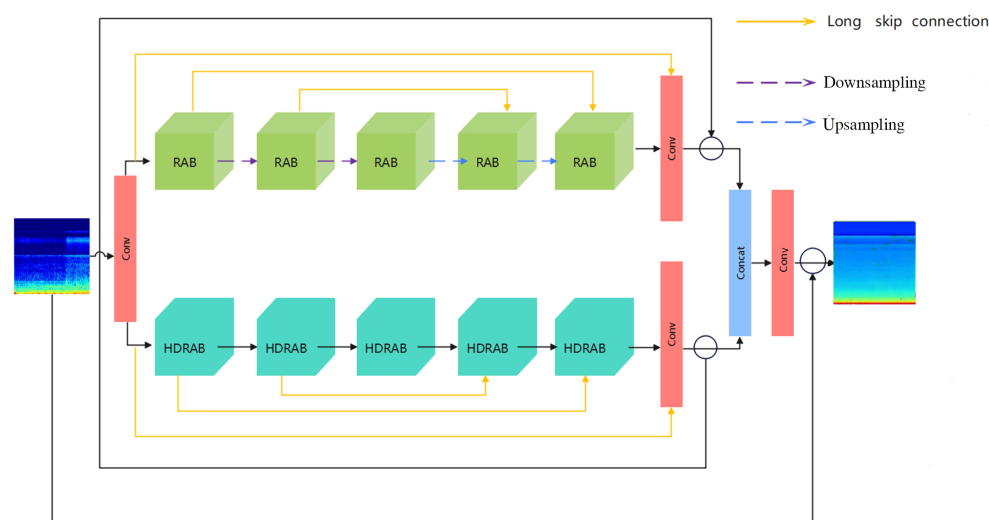 Long skip connection
Downsampling
Upsampling
RAB RAB RAB RAB RAB
Conv
Conv
Concat
Conv
HDRAB HDRAB HDRAB HDRAB HDRAB
Conv